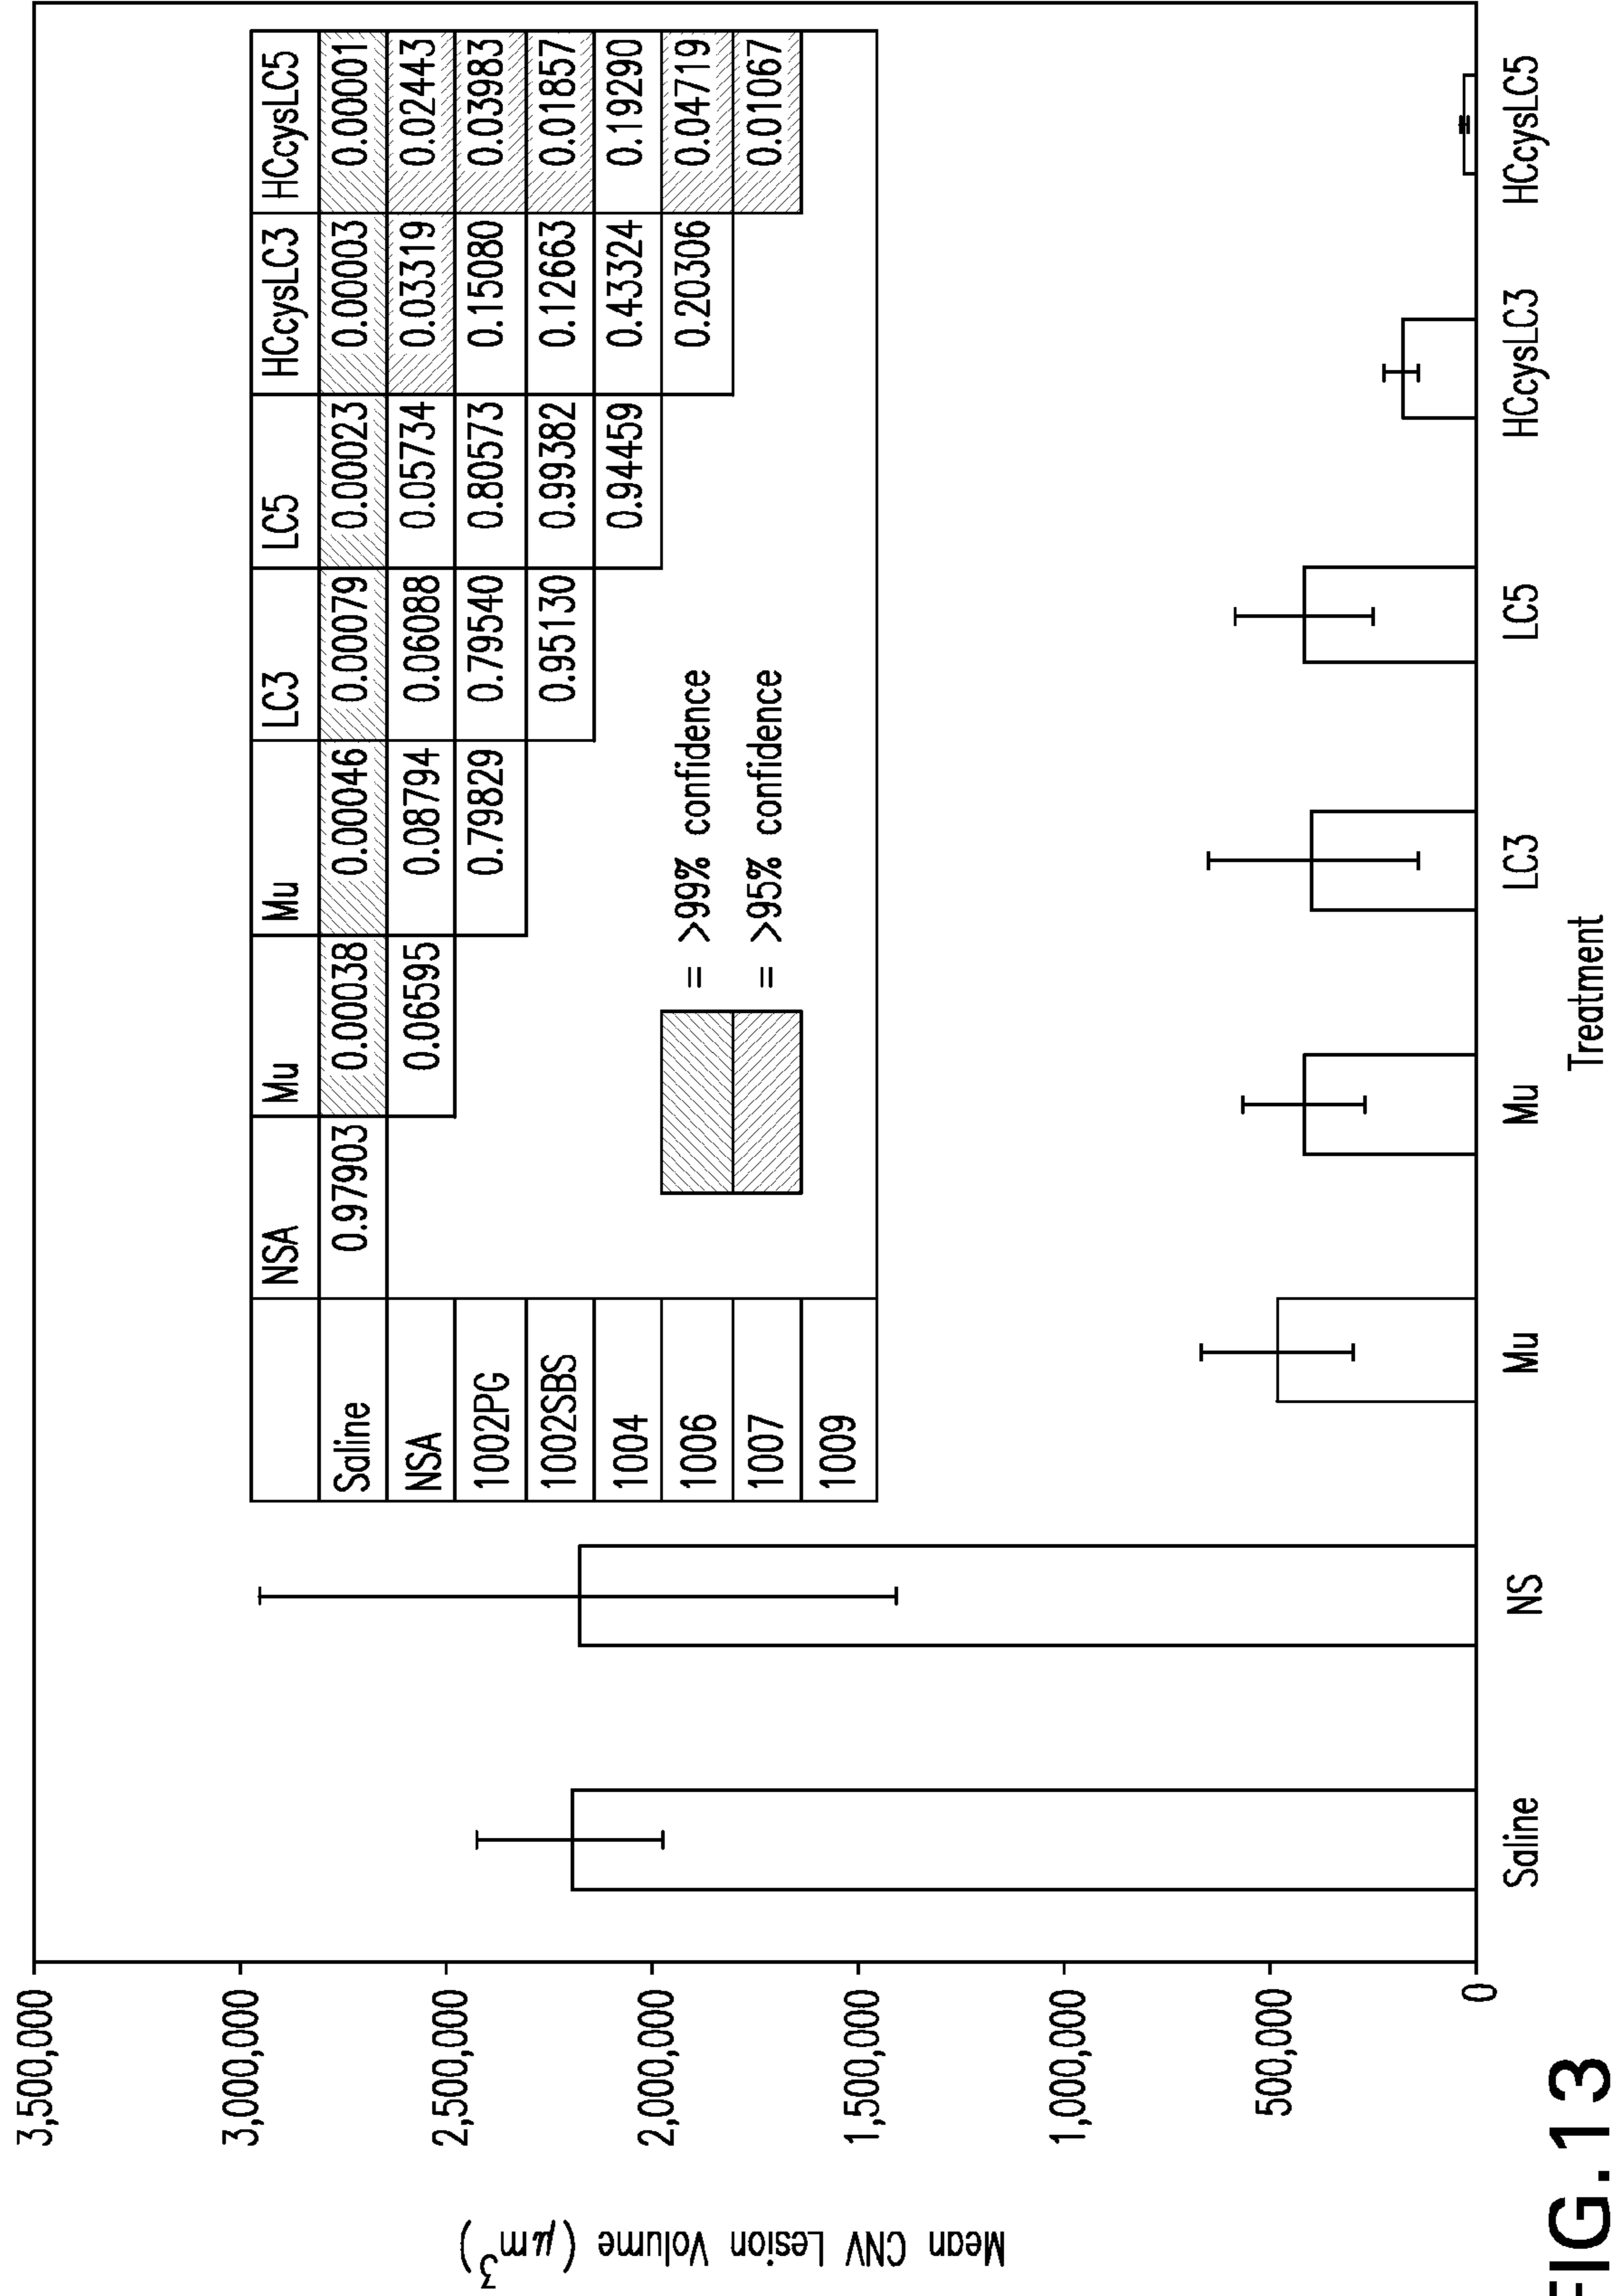 3,500,000
3,000,000
2,500,000
2,000,000
1,500,000
1,000,000
500,000
0
Mean CNV Lesion Volume (μm³)
NSA Mu Mu LC3 LC5 HCcysLC3 HCcysLC5
Saline 0.97903 0.00038 0.00046 0.00079 0.00023 0.00003 0.00001
NSA 0.06595 0.08794 0.06088 0.05734 0.03319 0.02443
1002PG 0.79829 0.79540 0.80573 0.15080 0.03983
1002SBS 0.95130 0.99382 0.12663 0.01857
1004 0.94459 0.43324 0.19290
1006 0.20306 0.04719
1007 0.01067
1009
= >99% confidence
= >95% confidence
Saline NS Mu Mu LC3 LC5 HCcysLC3 HCcysLC5
Treatment
FIG.13